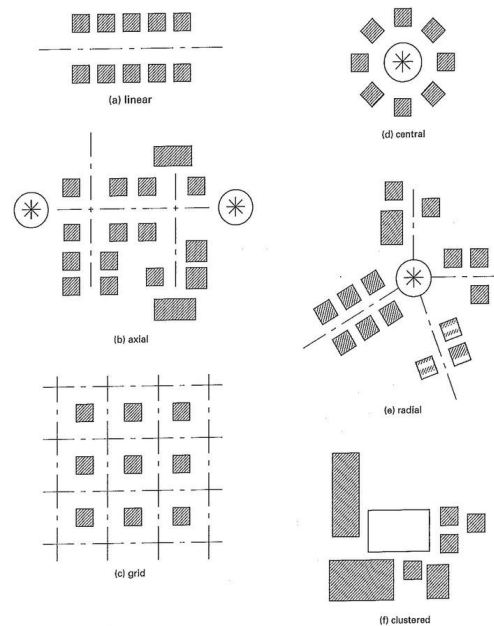 (a) linear
(d) central
(b) axial
(e) radial
(c) grid
(f) clustered